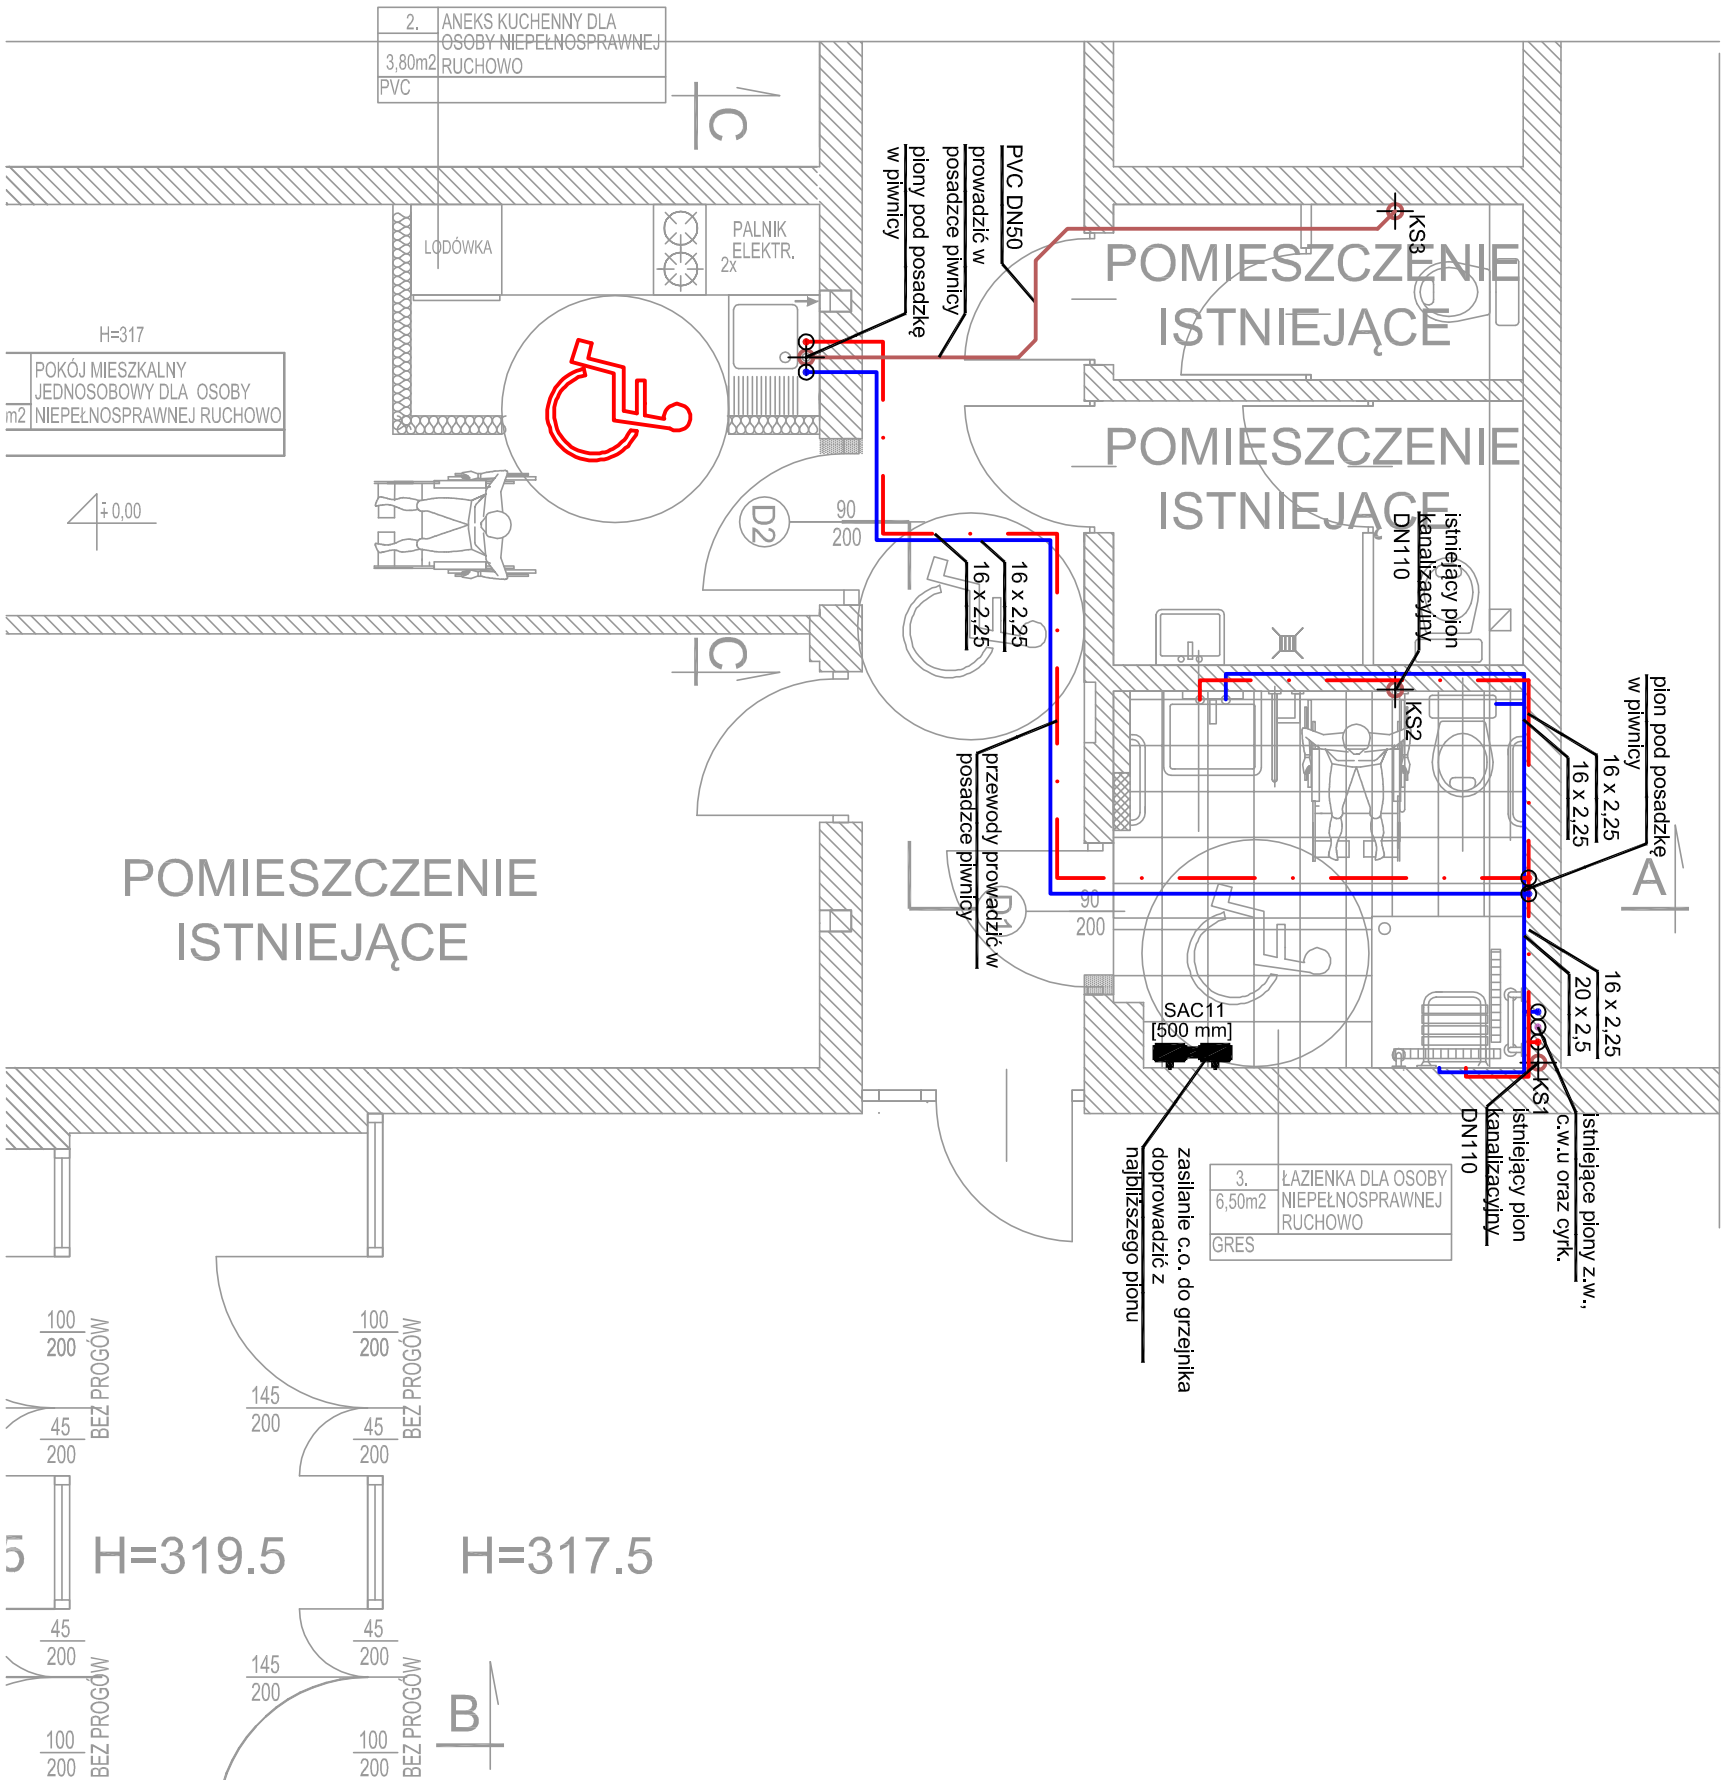 2. ANEKS KUCHENNY DLA
OSOBY NIEPEŁNOSPRAWNEJ
3,80m2 RUCHOWO
PVC
C
LODÓWKA
PALNIK
ELEKTR.
2x
piony pod posadzkę
w piwnicy
prowadzić w
posadzce piwnicy
PVC DN50
KS3
POMIESZCZENIE
ISTNIEJĄCE
H=317
POKÓJ MIESZKALNY
JEDNOSOBOWY DLA OSOBY
m2 NIEPEŁNOSPRAWNEJ RUCHOWO
± 0,00
D2
90
200
POMIESZCZENIE
ISTNIEJĄCE
istniejący pion
kanalizacyjny
DN110
16 x 2,25
16 x 2,25
C
KS2
pion pod posadzkę
w piwnicy
16 x 2,25
16 x 2,25
przewody prowadzić w
posadzce piwnicy
A
POMIESZCZENIE
ISTNIEJĄCE
D1
90
200
16 x 2,25
20 x 2,5
SAC11
[500 mm]
KS1
istniejące piony z.w.,
c.w.u oraz cyrk.
istniejący pion
kanalizacyjny
DN110
zasilanie c.o. do grzejnika
doprowadzić z
najbliższego pionu
3. ŁAZIENKA DLA OSOBY
6,50m2 NIEPEŁNOSPRAWNEJ
RUCHOWO
GRES
100
200
BEZ PROGÓW
45
200
145
200
100
200
BEZ PROGÓW
45
200
5
H=319.5
H=317.5
45
200
BEZ PROGÓW
100
200
145
200
45
200
BEZ PROGÓW
100
200
B